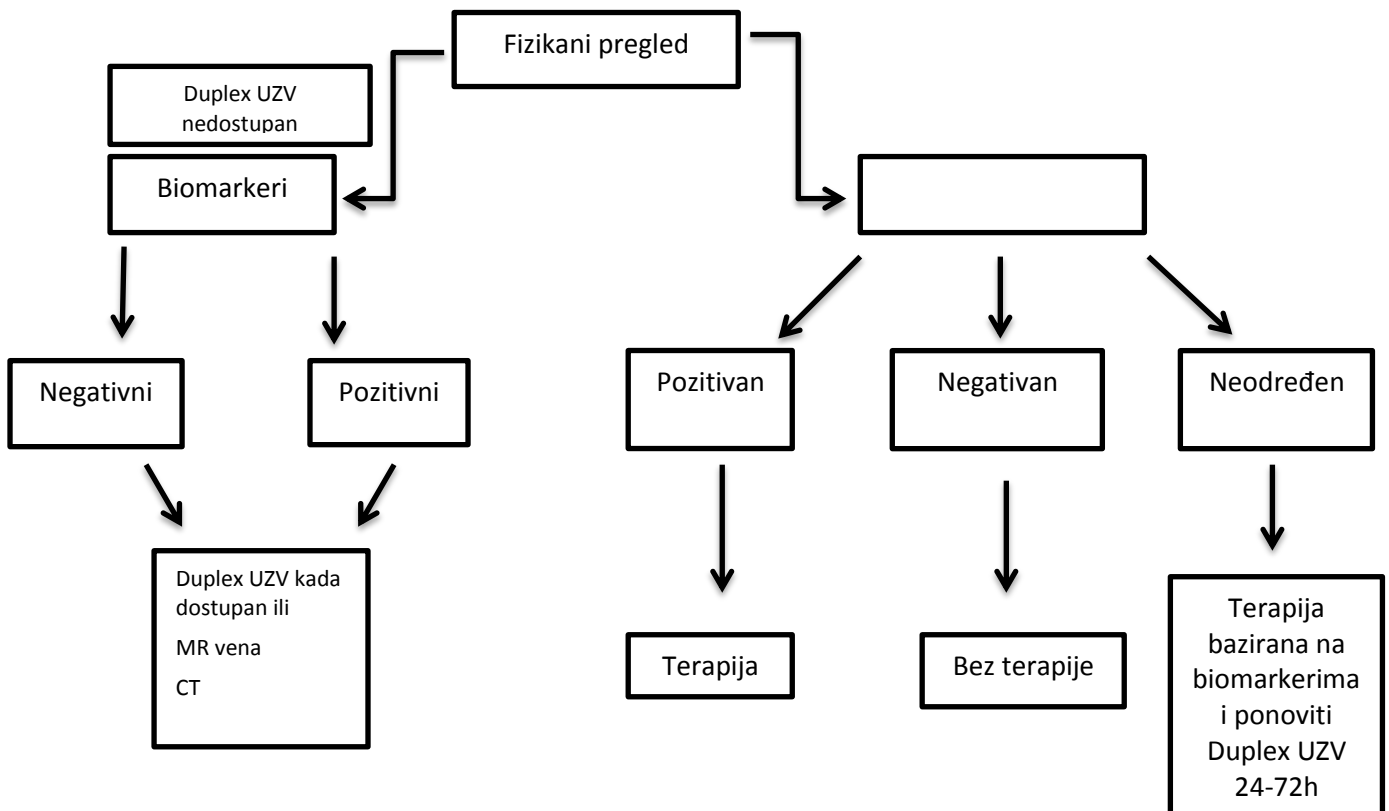 Fizikani pregled
Duplex UZV
nedostupan
Biomarkeri
Negativni
Pozitivni
Pozitivan
Negativan
Neodređen
Duplex UZV kada
dostupan ili
MR vena
CT
Terapija
Bez terapije
Terapija
bazirana na
biomarkerima
i ponoviti
Duplex UZV
24-72h